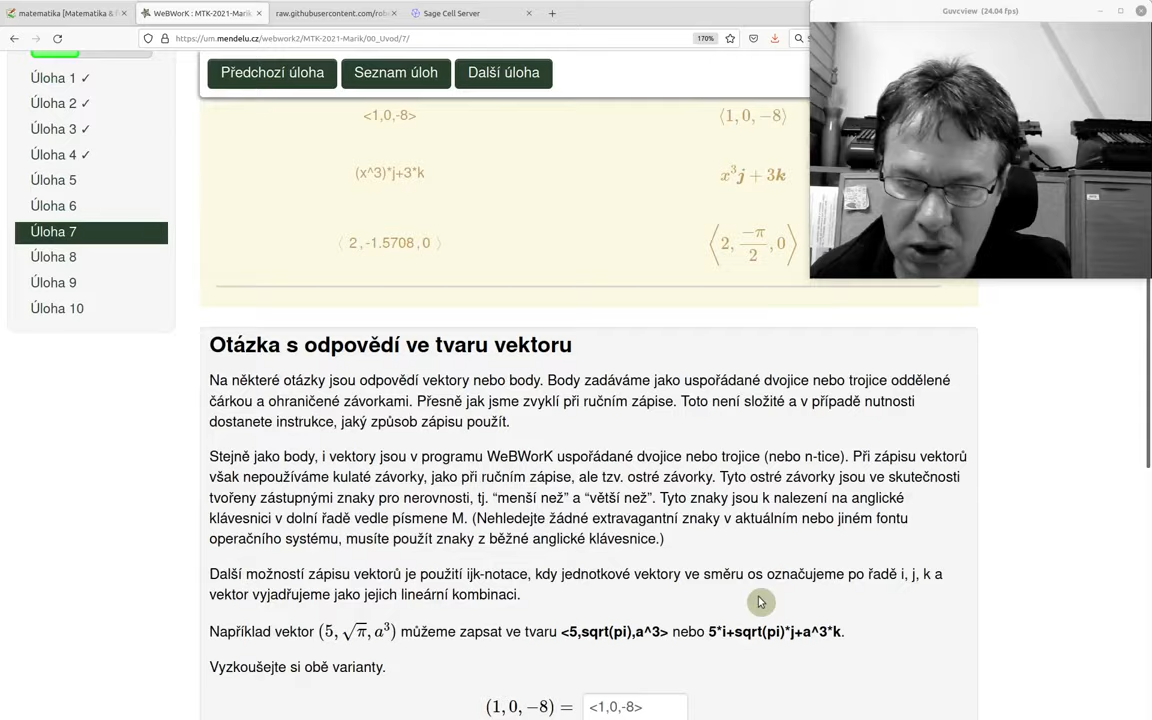 matematika [Matematika &
WeBWorK : MTK-2021-Marik
raw.githubusercontent.com/rob
Sage Cell Server
Guvcview (24.04 fps)
https://um.mendelu.cz/webwork2/MTK-2021-Marik/00_Uvod/7/
170%
Úloha 1 ✓
Úloha 2 ✓
Úloha 3 ✓
Úloha 4 ✓
Úloha 5
Úloha 6
Úloha 7
Úloha 8
Úloha 9
Úloha 10
Předchozí úloha
Seznam úloh
Další úloha
<1,0,-8>
⟨1, 0, −8⟩
(x^3)*j+3*k
x³j + 3k
⟨ 2 ,-1.5708 , 0 ⟩
⟨2, −π/2, 0⟩
Otázka s odpovědí ve tvaru vektoru
Na některé otázky jsou odpovědí vektory nebo body. Body zadáváme jako uspořádané dvojice nebo trojice oddělené
čárkou a ohraničené závorkami. Přesně jak jsme zvyklí při ručním zápise. Toto není složité a v případě nutnosti
dostanete instrukce, jaký způsob zápisu použít.
Stejně jako body, i vektory jsou v programu WeBWorK uspořádané dvojice nebo trojice (nebo n-tice). Při zápisu vektorů
však nepoužíváme kulaté závorky, jako při ručním zápise, ale tzv. ostré závorky. Tyto ostré závorky jsou ve skutečnosti
tvořeny zástupnými znaky pro nerovnosti, tj. “menší než” a “větší než”. Tyto znaky jsou k nalezení na anglické
klávesnici v dolní řadě vedle písmene M. (Nehledejte žádné extravagantní znaky v aktuálním nebo jiném fontu
operačního systému, musíte použít znaky z běžné anglické klávesnice.)
Další možností zápisu vektorů je použití ijk-notace, kdy jednotkové vektory ve směru os označujeme po řadě i, j, k a
vektor vyjadřujeme jako jejich lineární kombinaci.
Například vektor (5, √π, a³) můžeme zapsat ve tvaru <5,sqrt(pi),a^3> nebo 5*i+sqrt(pi)*j+a^3*k.
Vyzkoušejte si obě varianty.
(1, 0, −8) = <1,0,-8>